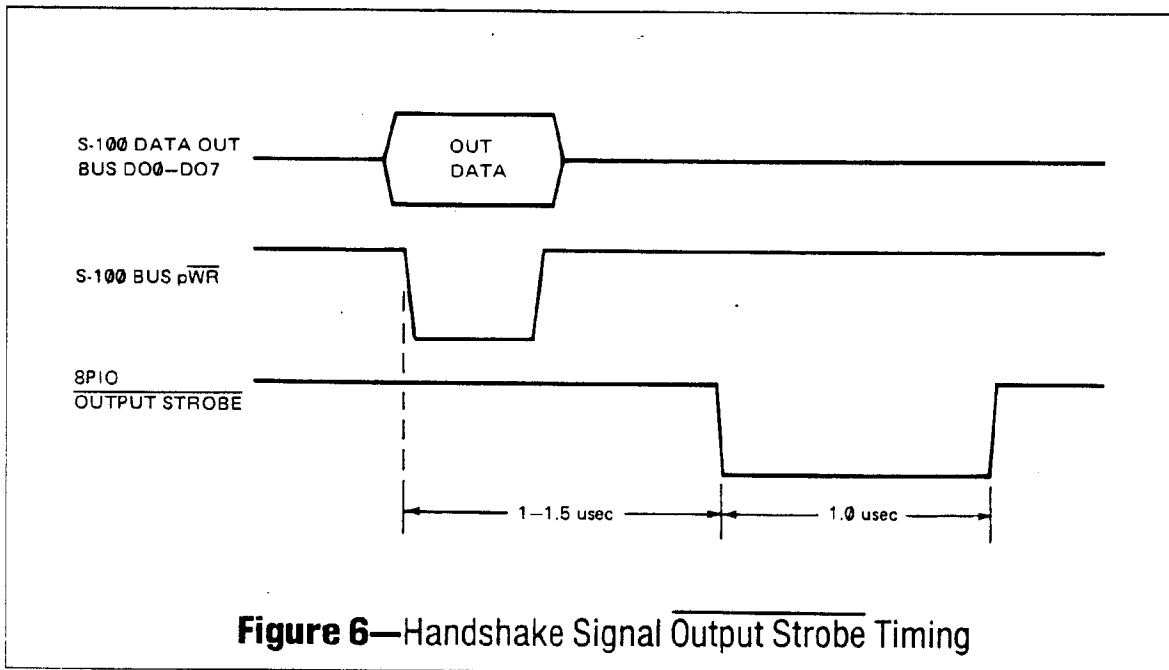 S-100 DATA OUT
BUS DO0–DO7
OUT
DATA
S-100 BUS pWR
8PIO
OUTPUT STROBE
1–1.5 usec
1.0 usec
Figure 6—Handshake Signal Output Strobe Timing